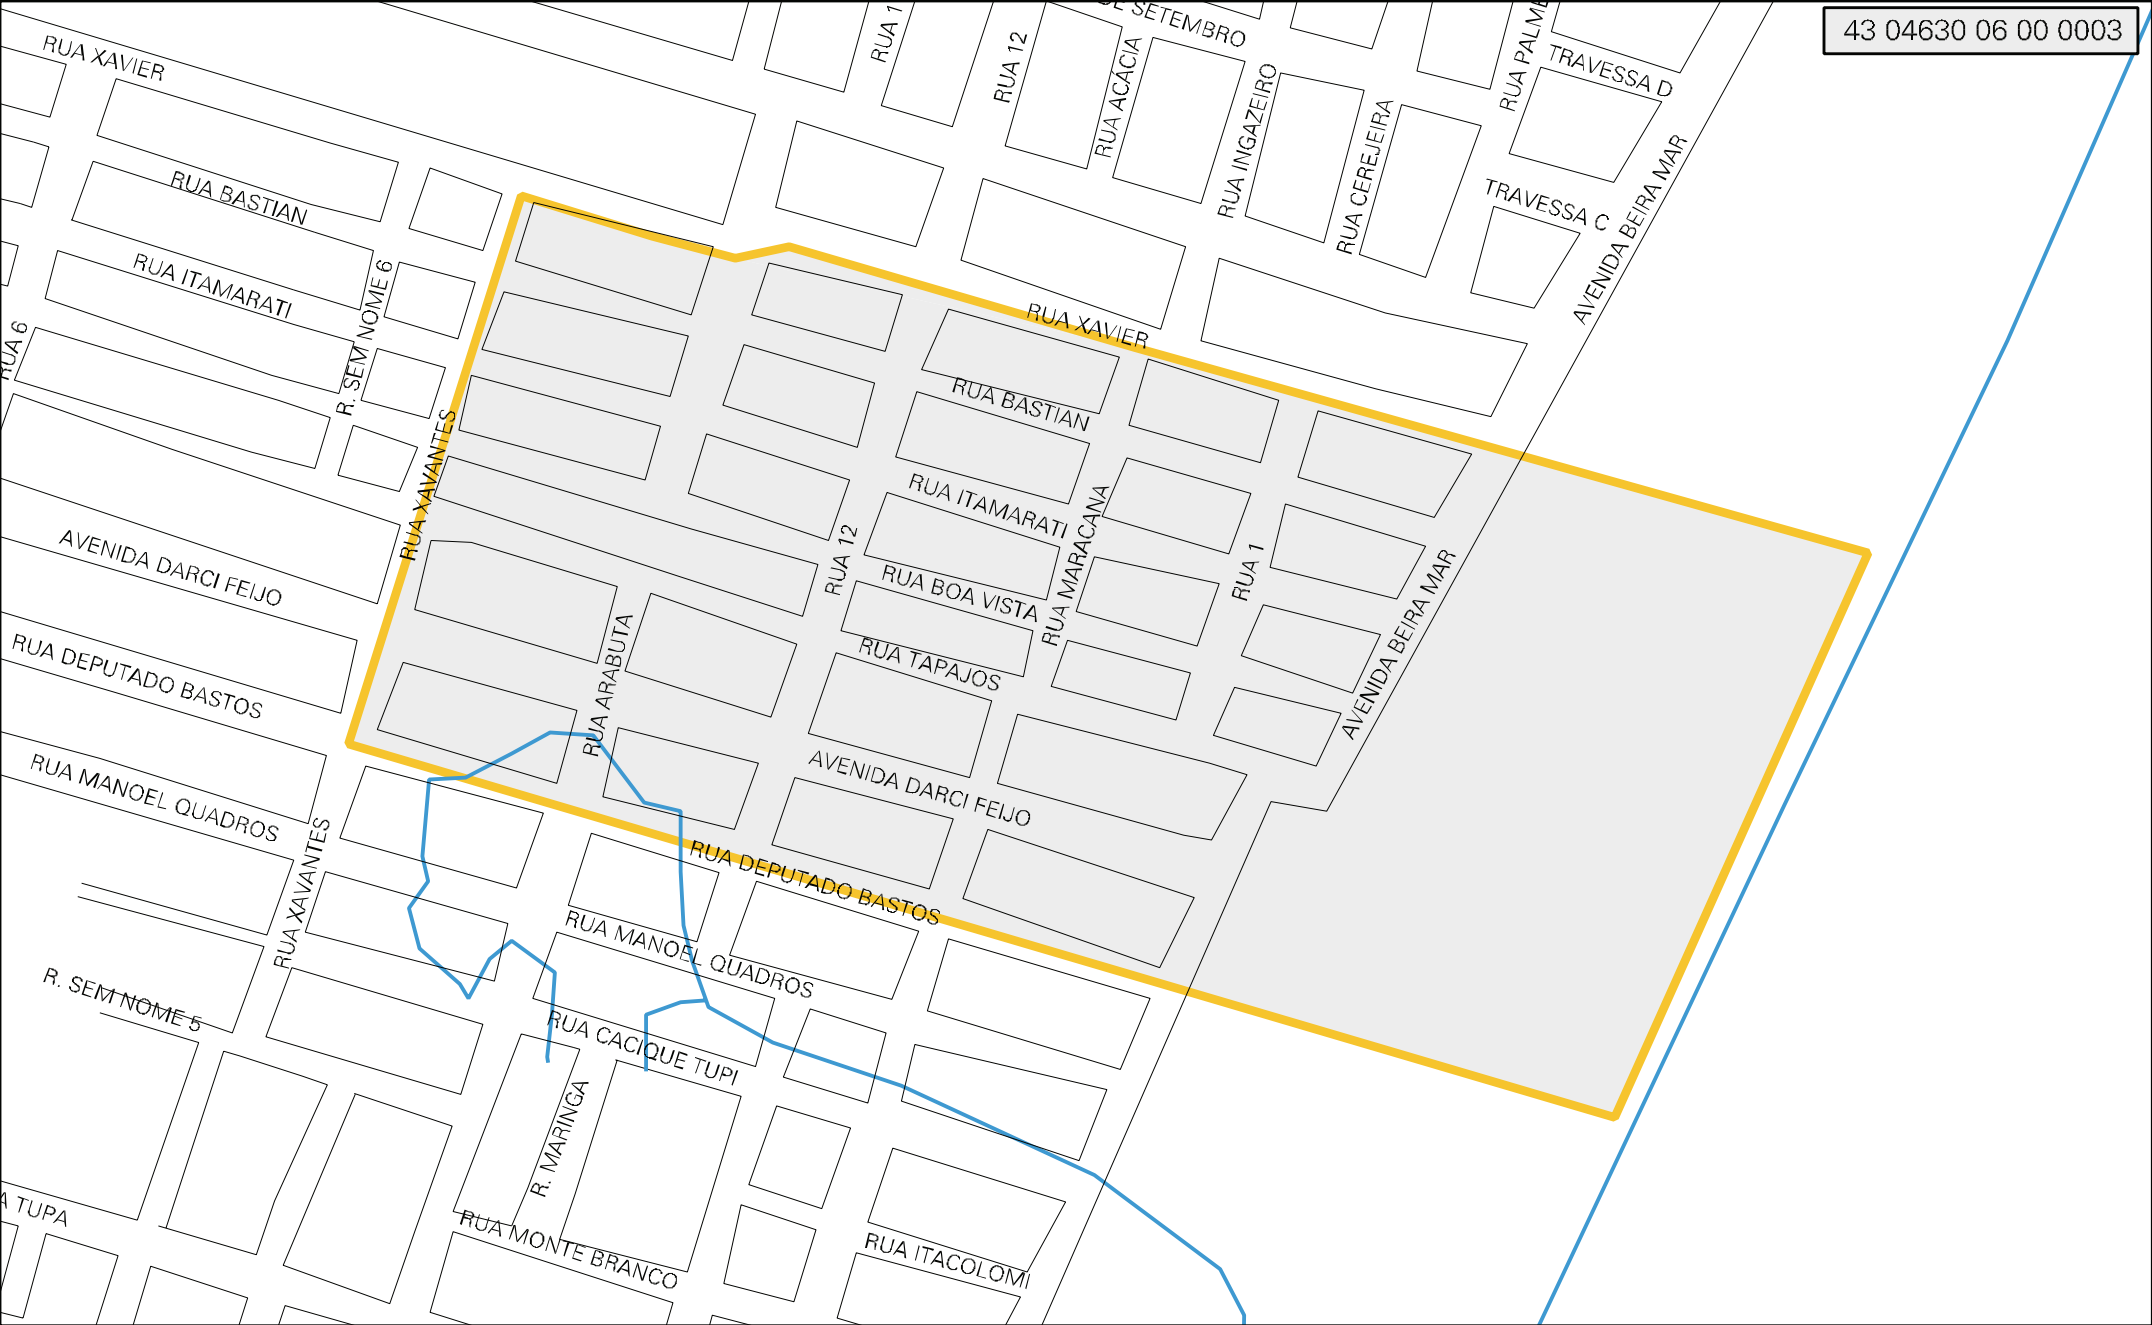 43 04630 06 00 0003
DE SETEMBRO
RUA XAVIER
RUA 1
RUA 12
RUA ACÁCIA
RUA INGAZEIRO
RUA CEREJEIRA
TRAVESSA D
TRAVESSA C
AVENIDA BEIRA MAR
RUA BASTIAN
RUA ITAMARATI
R. SEM NOME 6
RUA 6
RUA XAVIER
RUA BASTIAN
RUA XAVANTES
RUA ITAMARATI
RUA MARACANA
RUA 12
RUA 1
AVENIDA DARCI FEIJO
RUA BOA VISTA
AVENIDA BEIRA MAR
RUA ARABUTA
RUA TAPAJOS
RUA DEPUTADO BASTOS
AVENIDA DARCI FEIJO
RUA MANOEL QUADROS
RUA XAVANTES
RUA DEPUTADO BASTOS
RUA MANOEL QUADROS
R. SEM NOME 5
RUA CACIQUE TUPI
R. MARINGA
A TUPA
RUA MONTE BRANCO
RUA ITACOLOMI